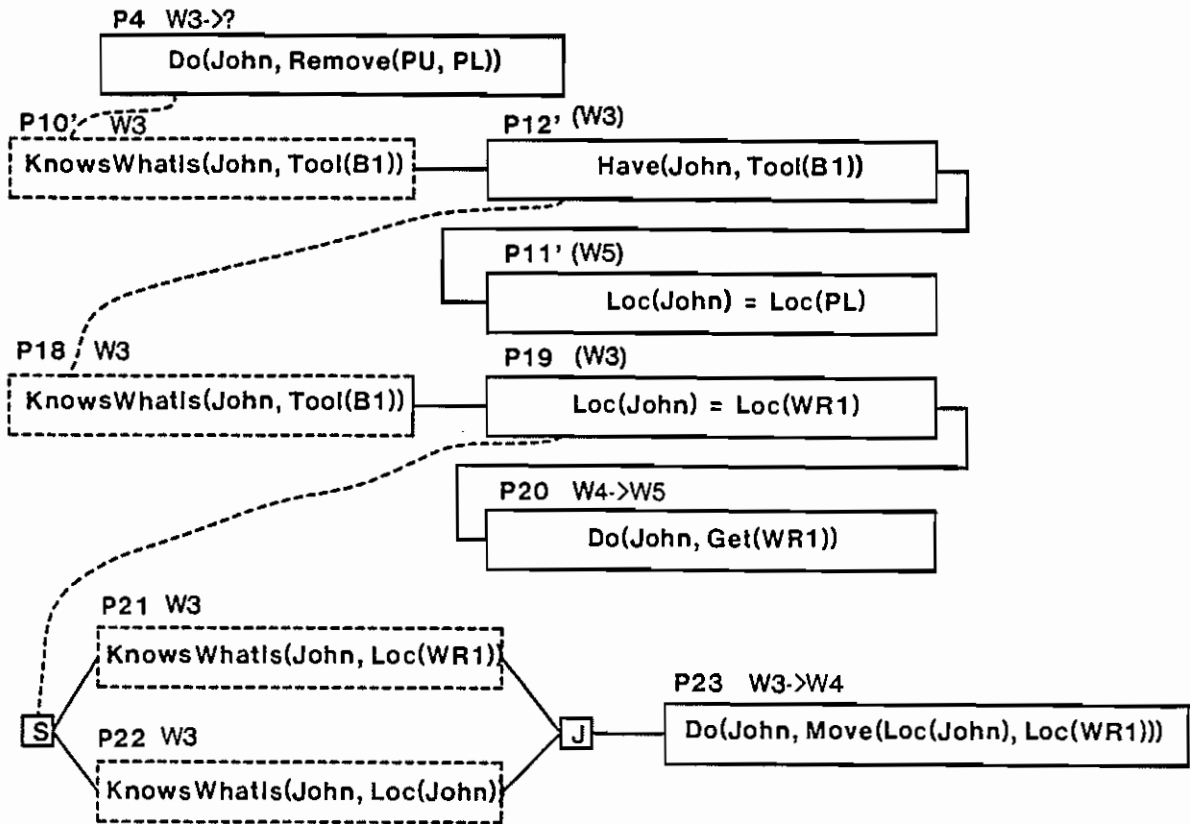 P4 W3->?
Do(John, Remove(PU, PL))
P10' W3
KnowsWhatIs(John, Tool(B1))
P12' (W3)
Have(John, Tool(B1))
P11' (W5)
Loc(John) = Loc(PL)
P18 W3
KnowsWhatIs(John, Tool(B1))
P19 (W3)
Loc(John) = Loc(WR1)
P20 W4->W5
Do(John, Get(WR1))
P21 W3
KnowsWhatIs(John, Loc(WR1))
P23 W3->W4
S
J
Do(John, Move(Loc(John), Loc(WR1)))
P22 W3
KnowsWhatIs(John, Loc(John))